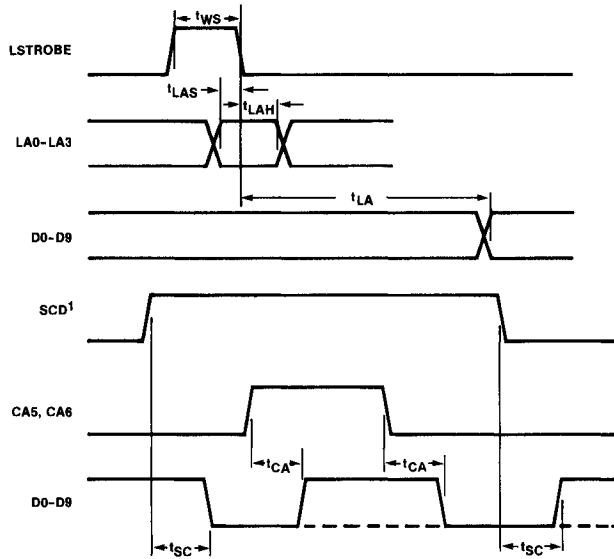 LSTROBE
tWS
tLAS
tLAH
LA0-LA3
tLA
D0-D9
SCD1
CA5, CA6
tCA
tCA
D0-D9
tSC
tSC